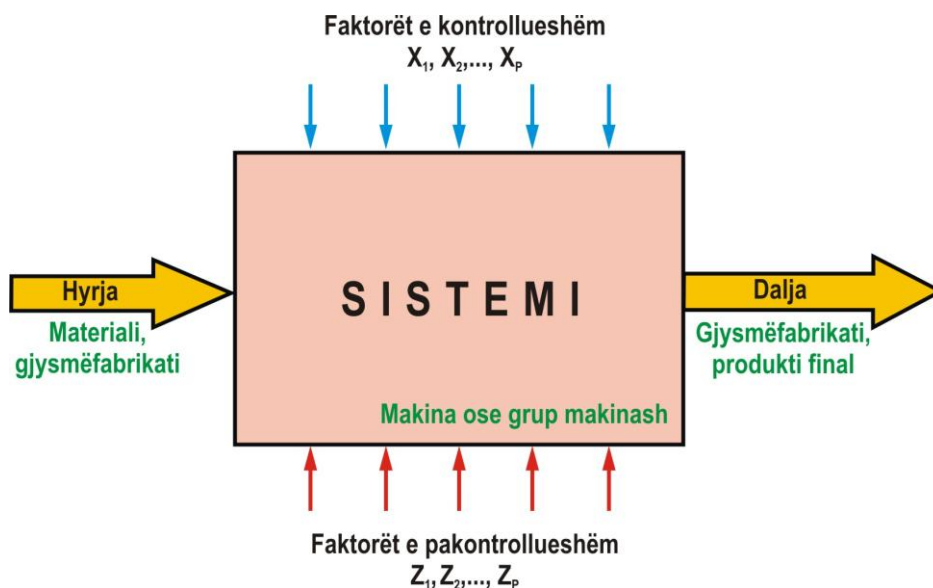 Faktorët e kontrollueshëm
X₁, X₂,..., Xₚ
Hyrja
Materiali,
gjysmëfabrikati
SISTEMI
Makina ose grup makinash
Dalja
Gjysmëfabrikati,
produkti final
Faktorët e pakontrollueshëm
Z₁, Z₂,..., Zₚ